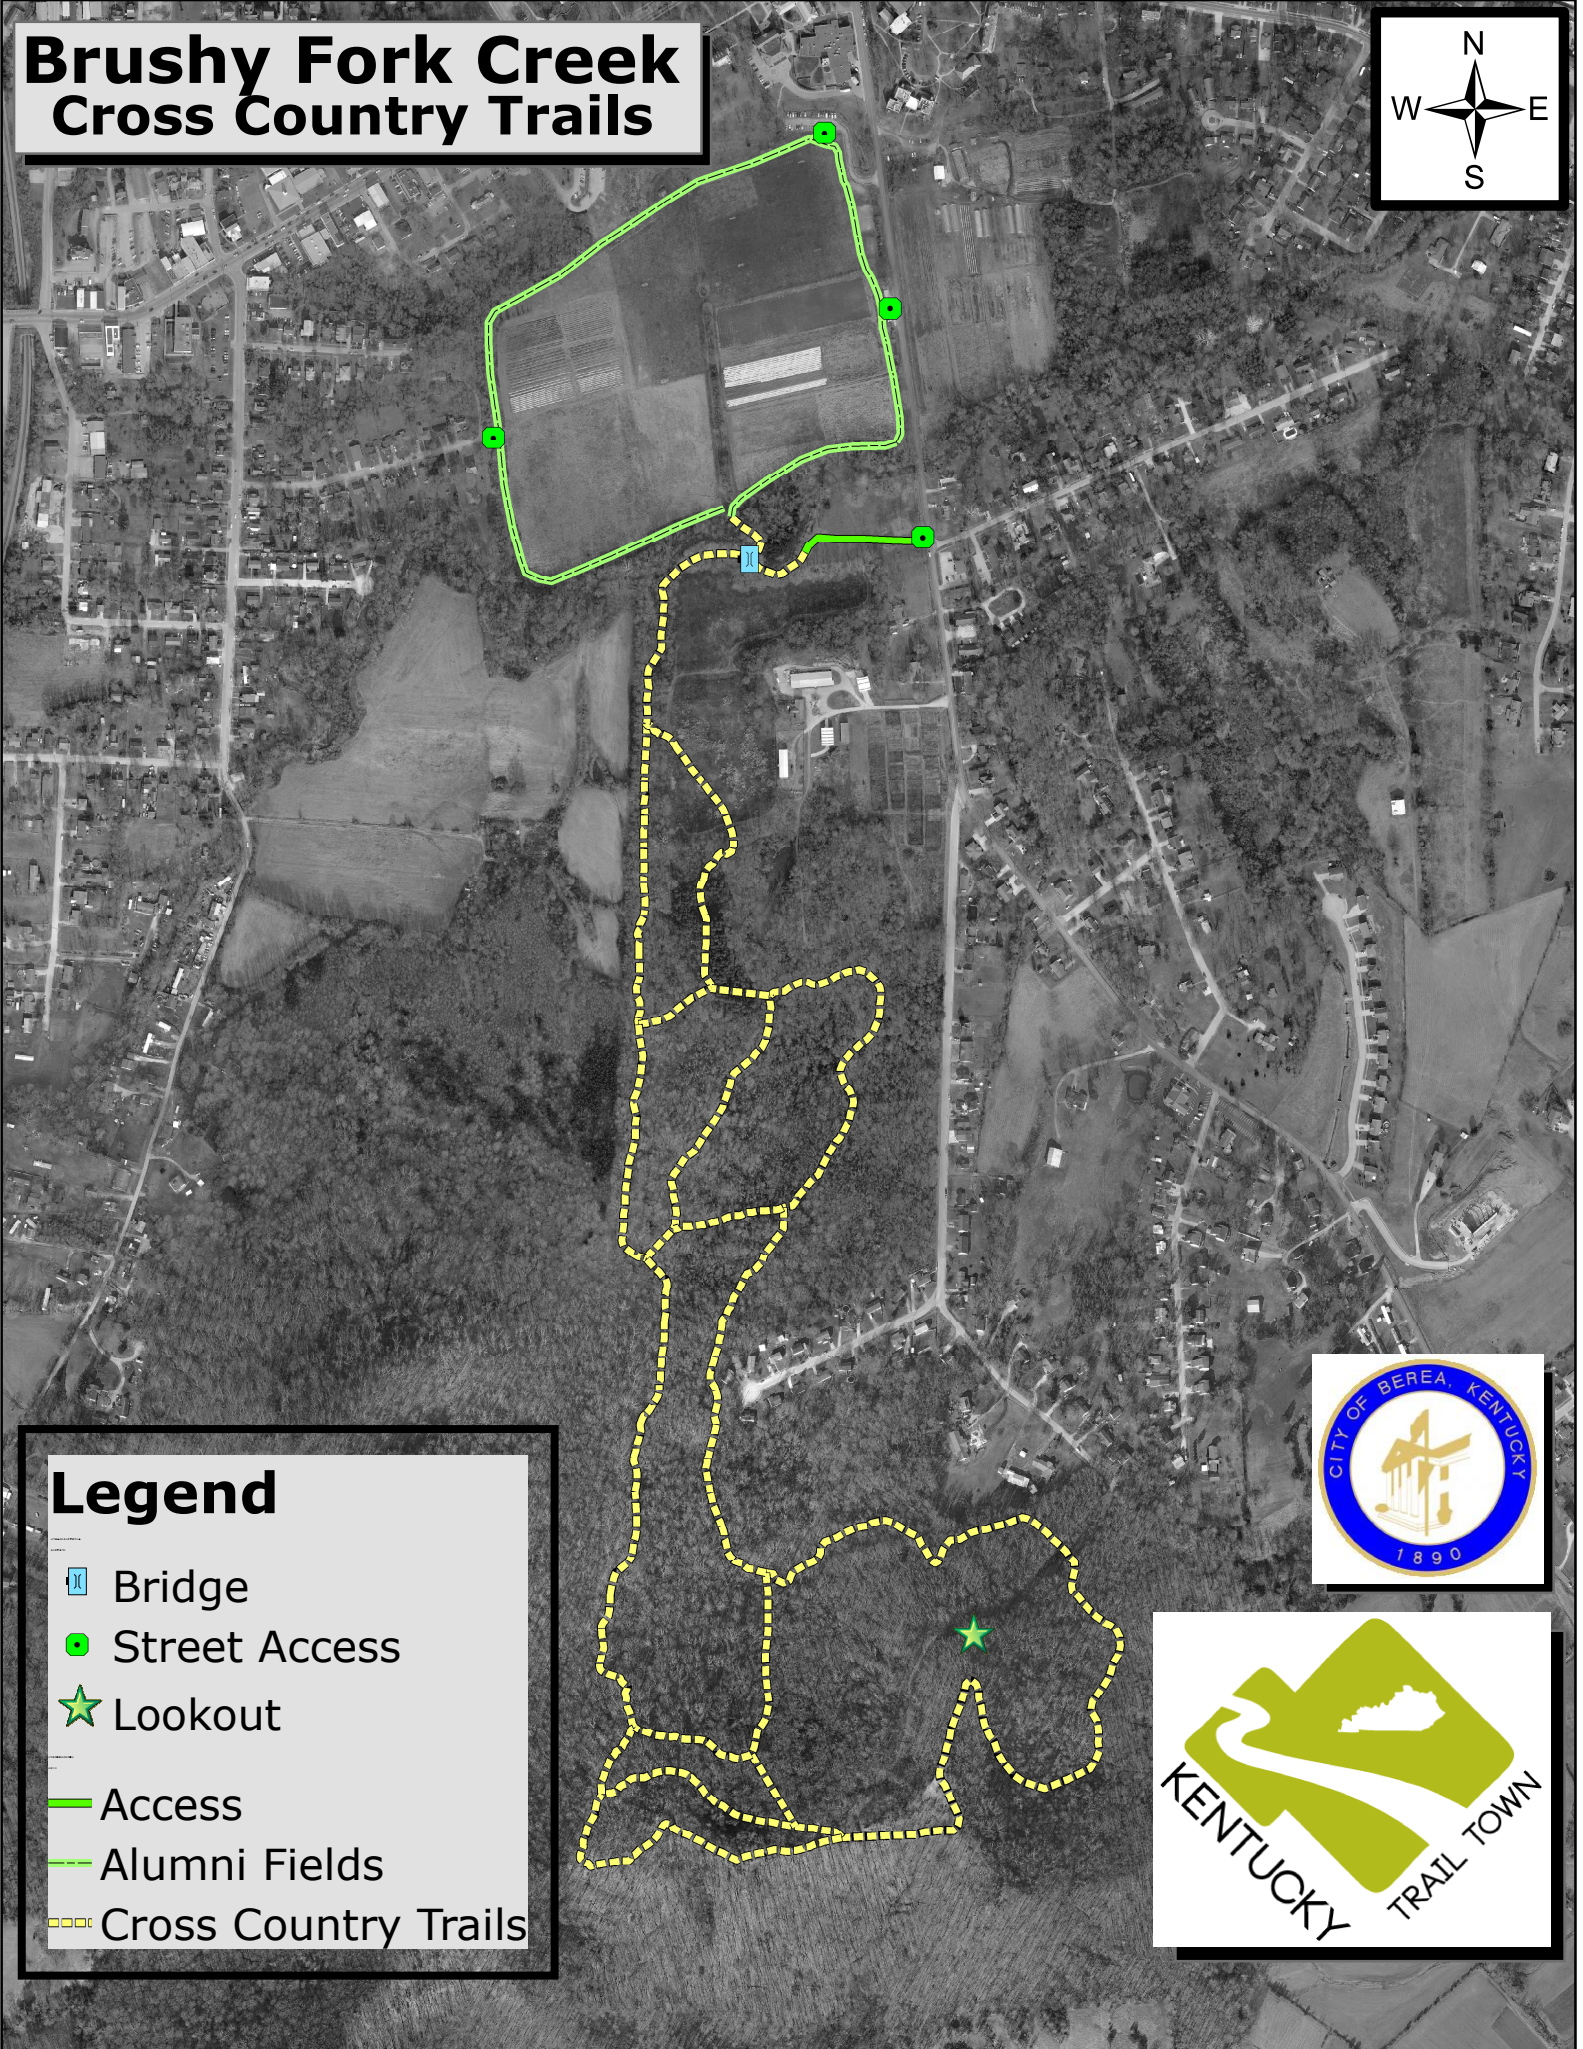 Brushy Fork Creek
Cross Country Trails
N
W E
S
Legend
Bridge
Street Access
Lookout
Access
Alumni Fields
Cross Country Trails
CITY OF BEREA, KENTUCKY
1890
KENTUCKY
TRAIL TOWN